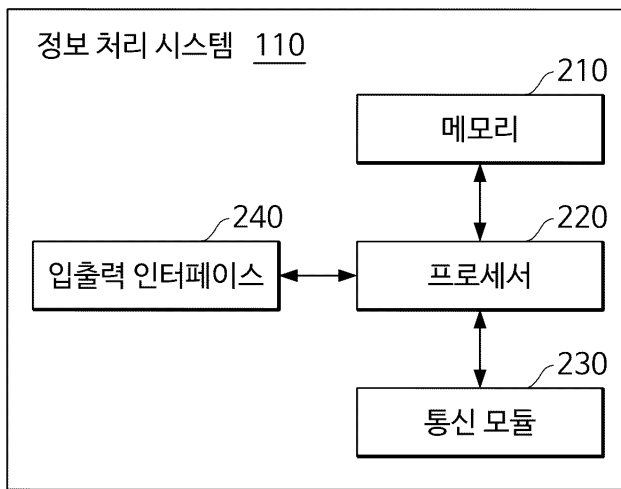 정보 처리 시스템 110
210
메모리
240
220
입출력 인터페이스
프로세서
230
통신 모듈